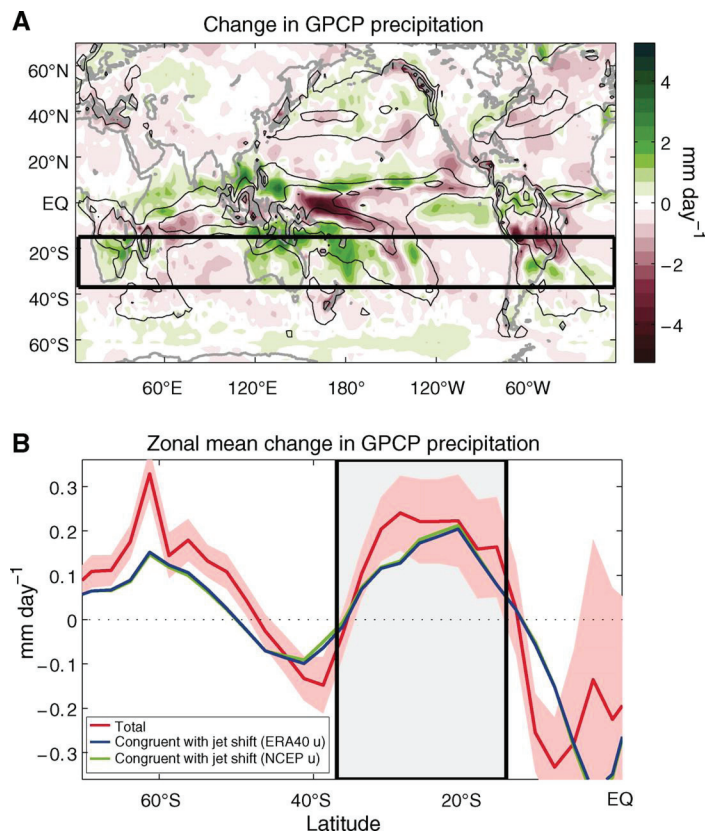 A
Change in GPCP precipitation
60°N
40°N
20°N
EQ
20°S
40°S
60°S
60°E 120°E 180° 120°W 60°W
4
2
0
−2
−4
mm day⁻¹
B
Zonal mean change in GPCP precipitation
0.3
0.2
0.1
0
−0.1
−0.2
−0.3
mm day⁻¹
Total
Congruent with jet shift (ERA40 u)
Congruent with jet shift (NCEP u)
60°S 40°S 20°S EQ
Latitude